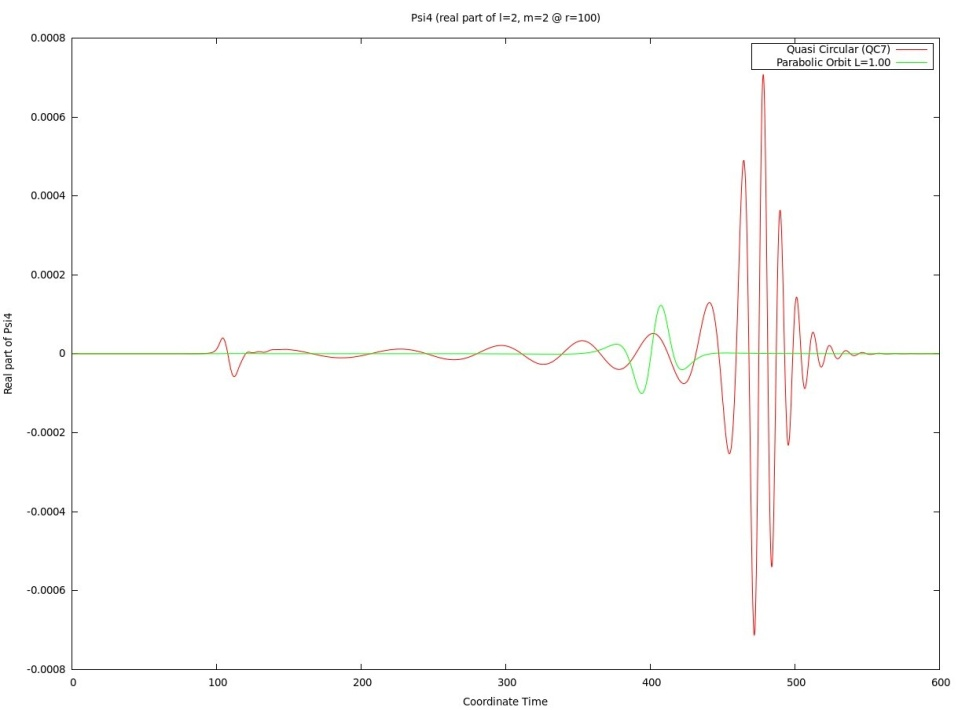 Psi4 (real part of l=2, m=2 @ r=100)
0.0008
Quasi Circular (QC7)
Parabolic Orbit L=1.00
0.0006
0.0004
0.0002
Real part of Psi4
0
-0.0002
-0.0004
-0.0006
-0.0008
0 100 200 300 400 500 600
Coordinate Time